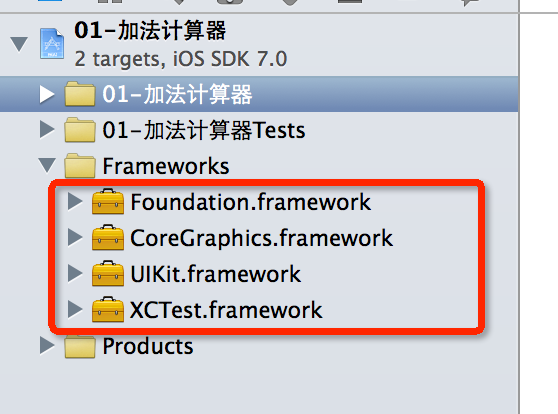 01-加法计算器
2 targets, iOS SDK 7.0
01-加法计算器
01-加法计算器Tests
Frameworks
Foundation.framework
CoreGraphics.framework
UIKit.framework
XCTest.framework
Products